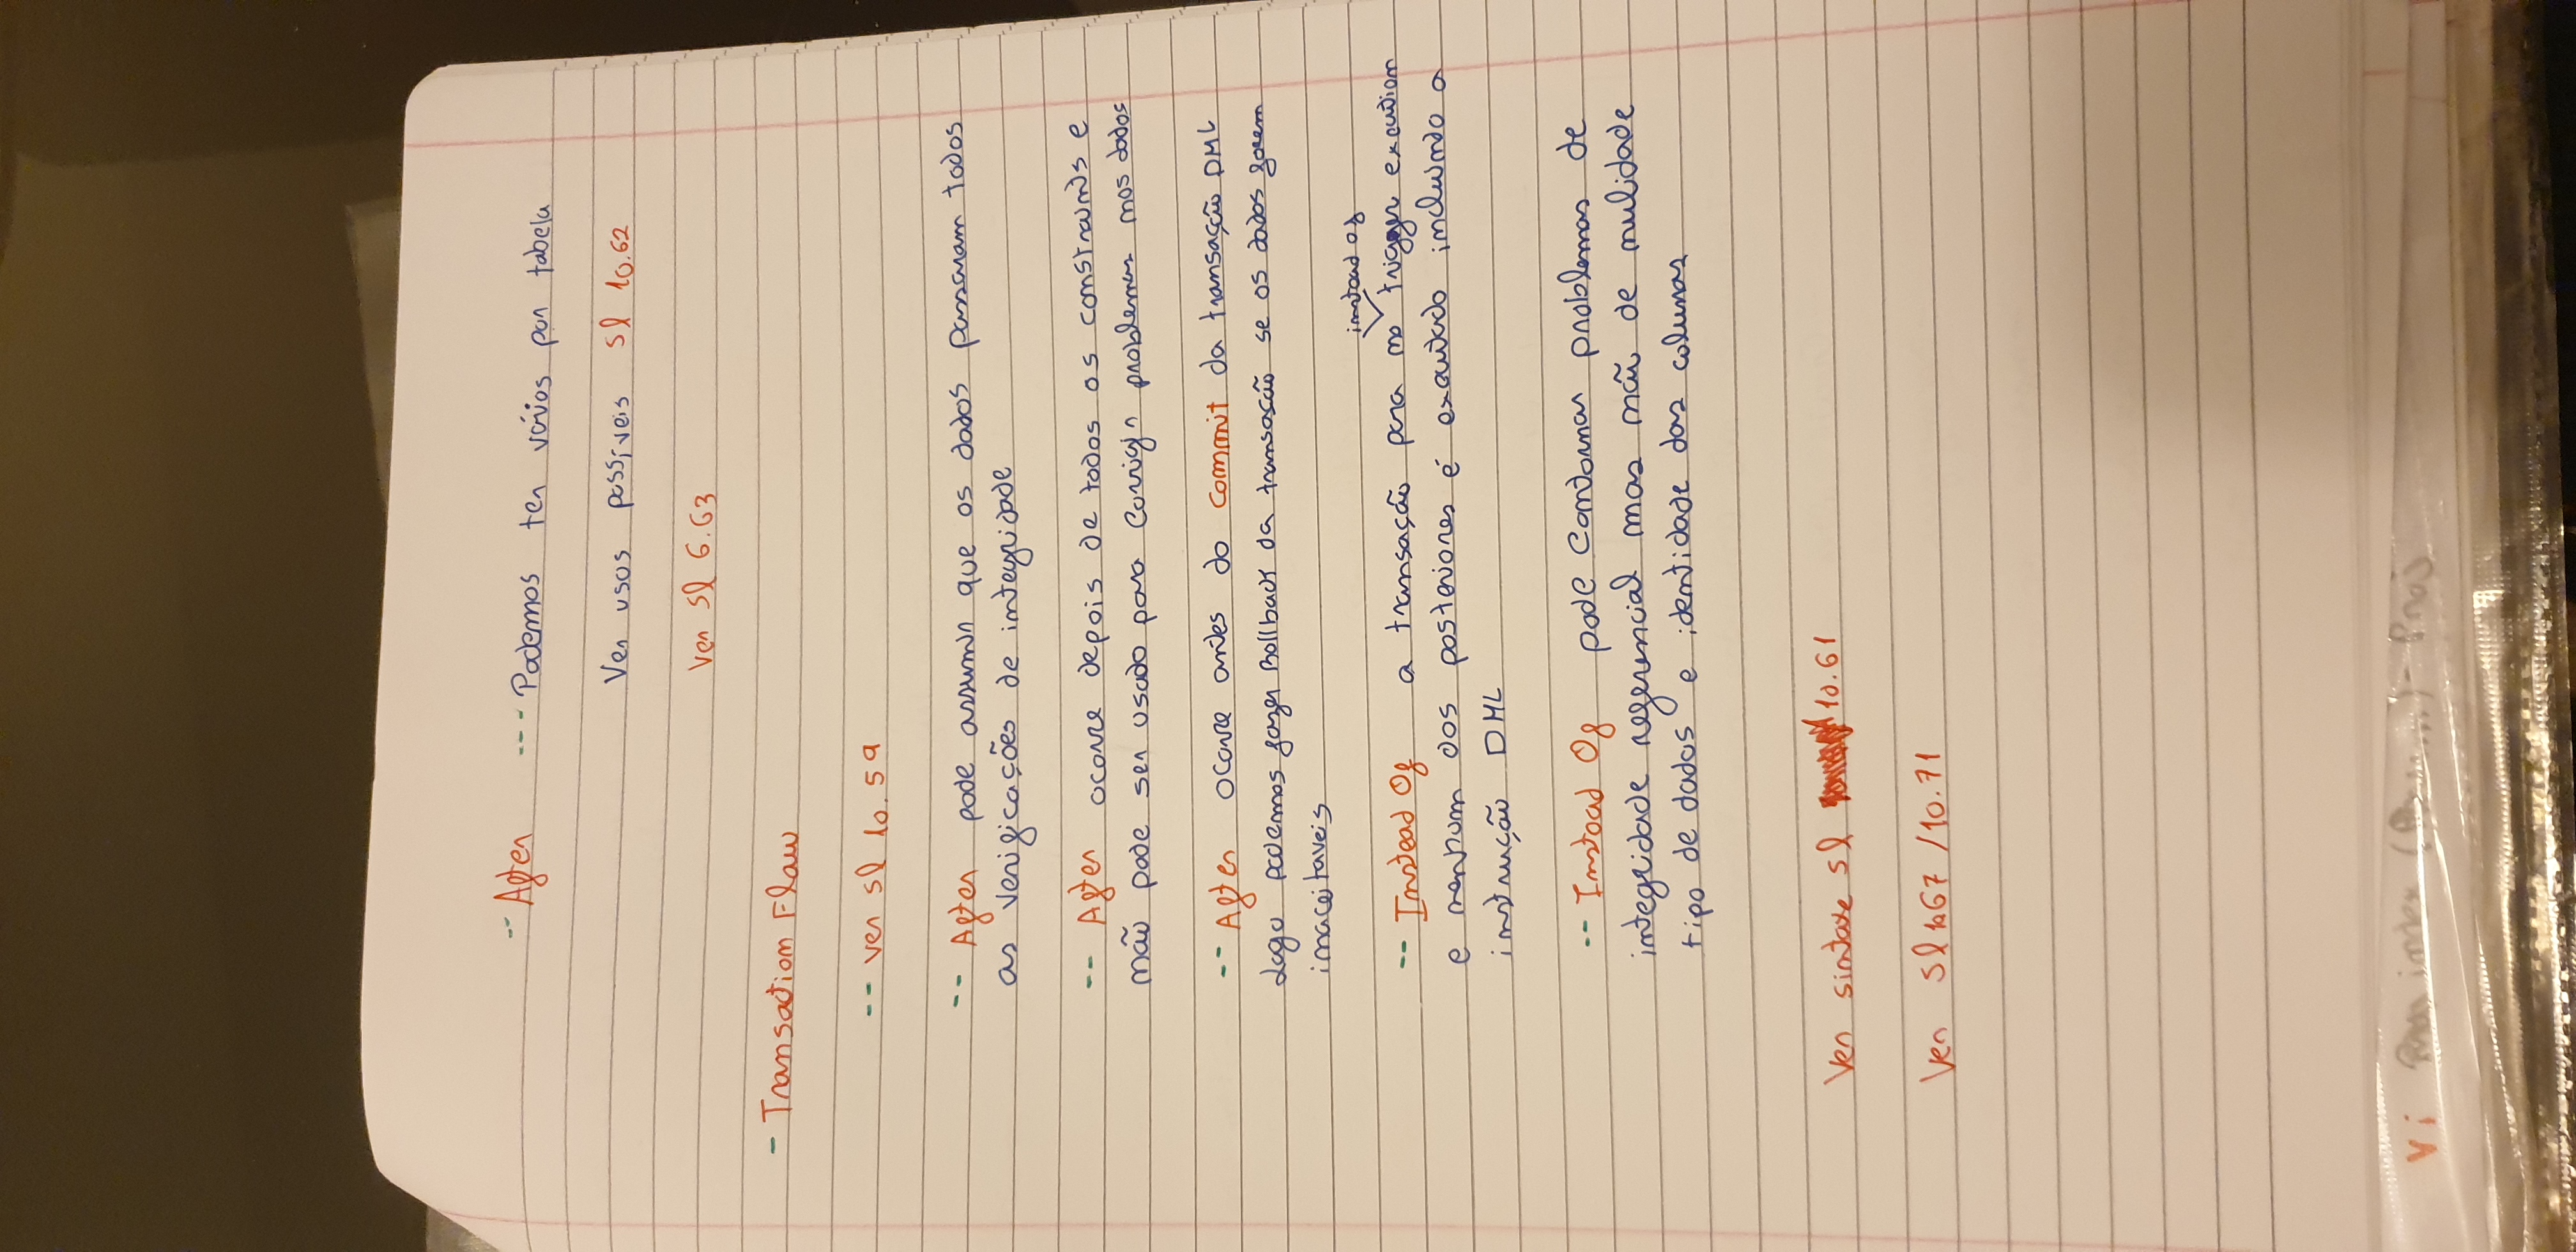 -- After --- Podemos ter vários por tabela
Ver usos possíveis sl 10.62
Ver sl 6.63
- Transation Flow
-- ver sl 10.59
-- After pode assumir que os dados passaram todos
as verificações de integridade
-- After ocorre depois de todos os constraints e
não pode ser usado para corrigir problemas nos dados
-- After ocorre antes do commit da transação DML
Logo podemos fazer Rollback da transação se os dados forem
inaceitaveis
instead of
-- Instead Of a transação para no trigger execution
e nenhum dos posteriores é executado incluindo a
instrução DML
-- Instead Of pode contornar problemas de
integridade referencial mas não de nulidade
tipo de dados e identidade das colunas
Ver sintaxe sl 10.61
Ver sl 10.67 / 10.71
vi